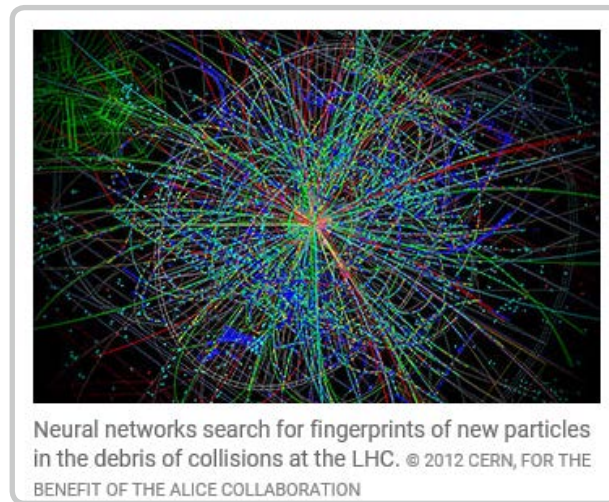 Neural networks search for fingerprints of new particles
in the debris of collisions at the LHC. © 2012 CERN, FOR THE
BENEFIT OF THE ALICE COLLABORATION